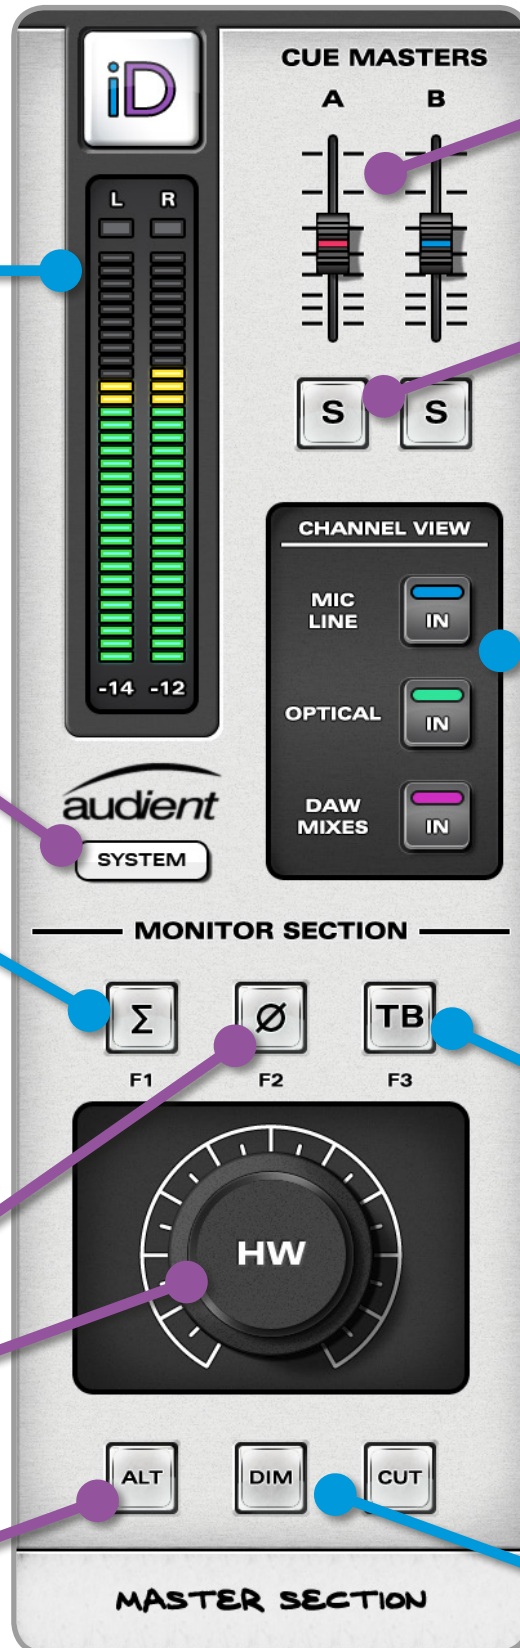 iD
CUE MASTERS
A B
L R
S S
CHANNEL VIEW
MIC
LINE
IN
OPTICAL
IN
DAW
MIXES
IN
-14 -12
audient
SYSTEM
MONITOR SECTION
Σ Ø TB
F1 F2 F3
HW
ALT DIM CUT
MASTER SECTION